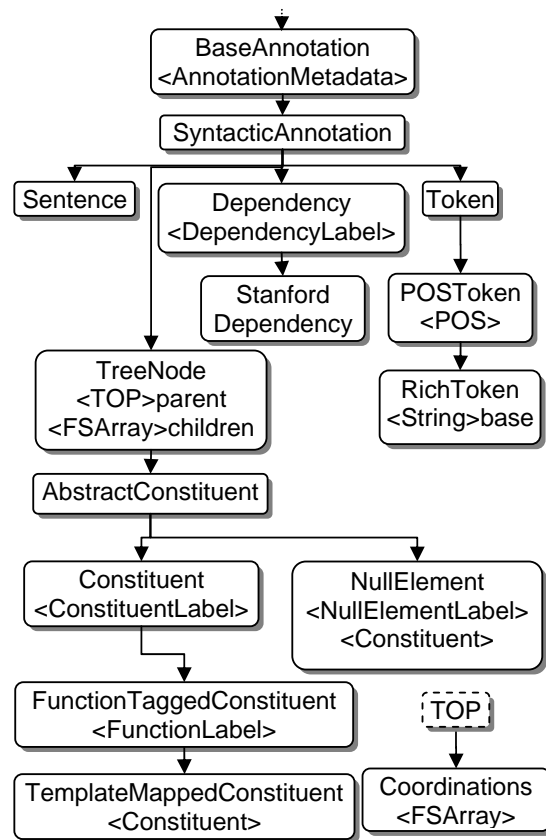 BaseAnnotation
<AnnotationMetadata>
SyntacticAnnotation
Sentence
Dependency
<DependencyLabel>
Token
Stanford
Dependency
POSToken
<POS>
TreeNode
<TOP>parent
<FSArray>children
RichToken
<String>base
AbstractConstituent
Constituent
<ConstituentLabel>
NullElement
<NullElementLabel>
<Constituent>
FunctionTaggedConstituent
<FunctionLabel>
TOP
TemplateMappedConstituent
<Constituent>
Coordinations
<FSArray>